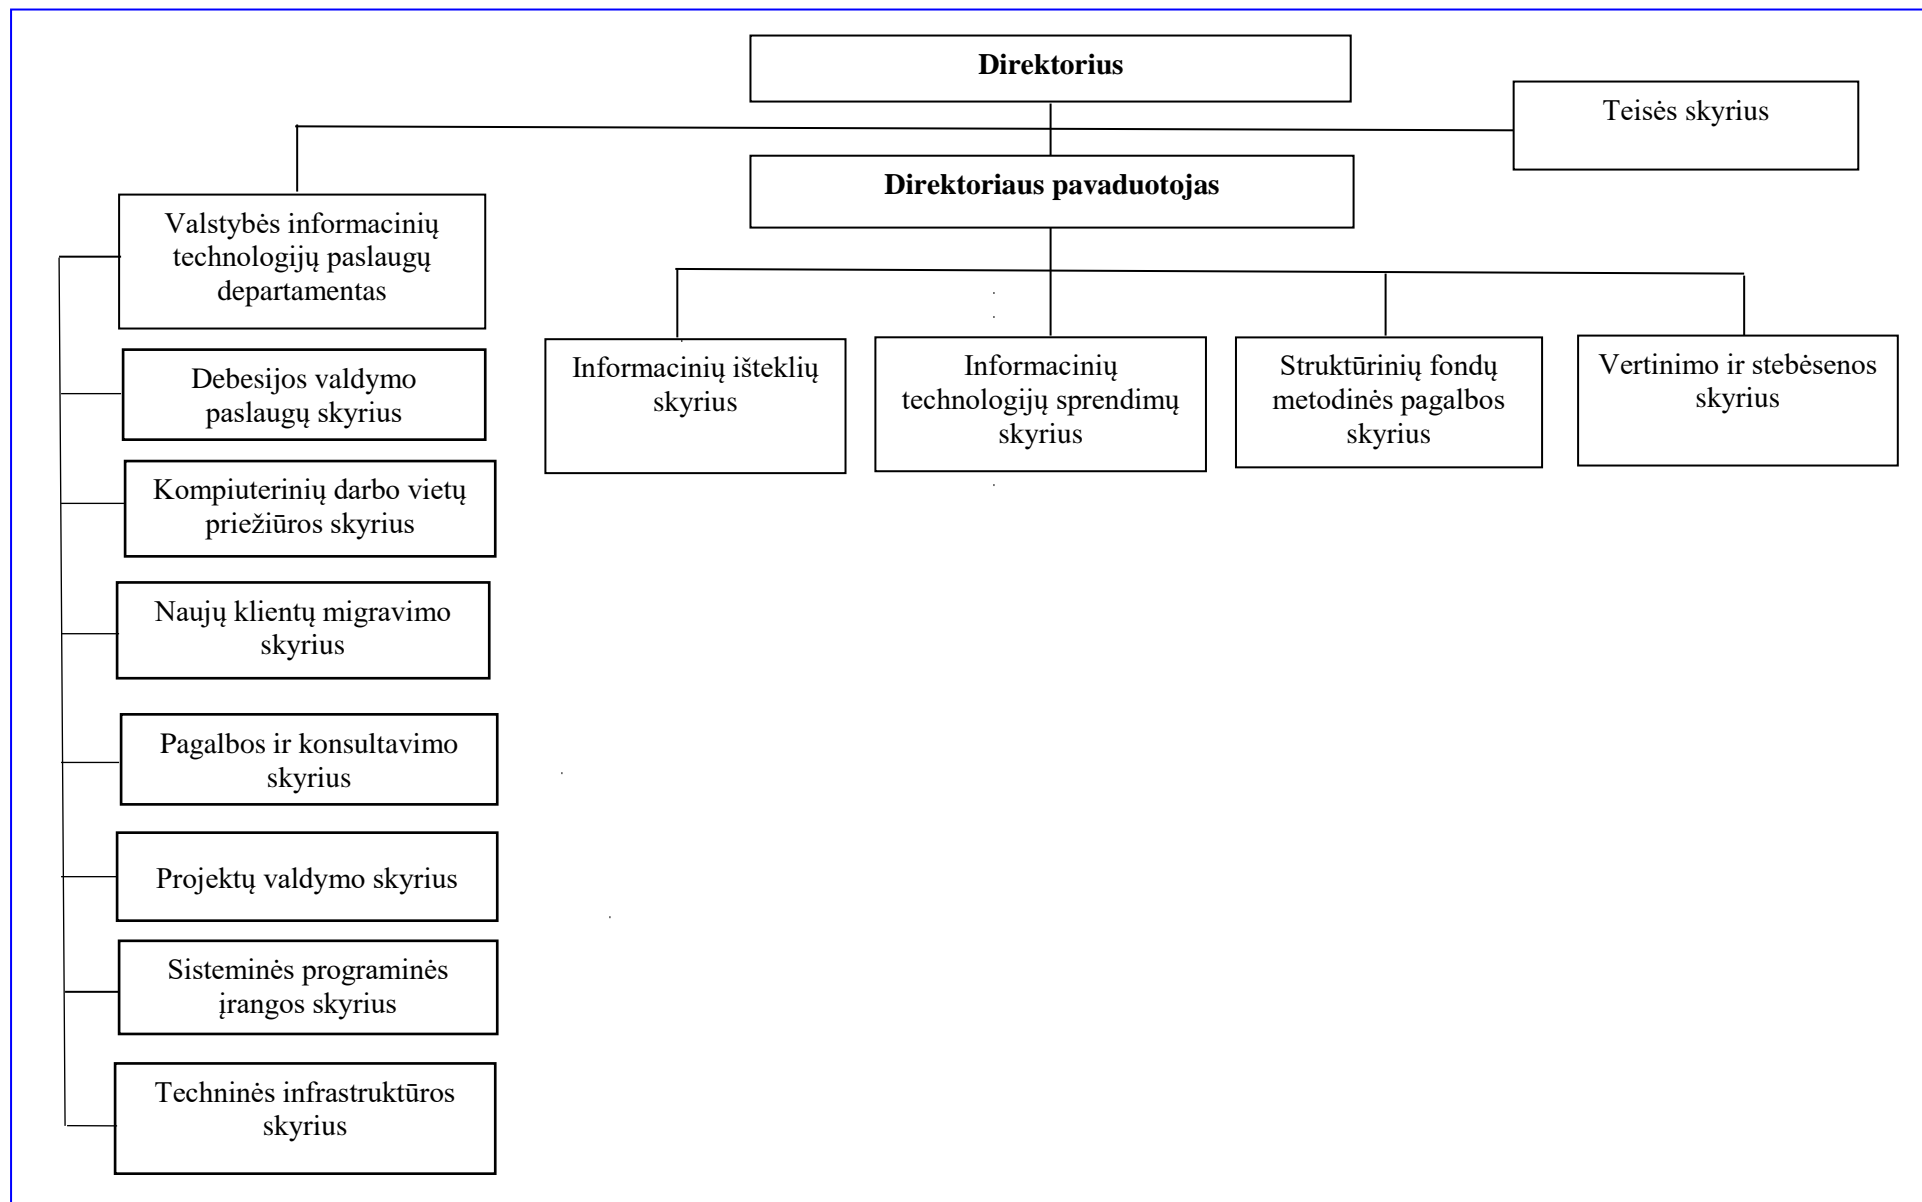 Direktorius
Teisės skyrius
Direktoriaus pavaduotojas
Valstybės informacinių
technologijų paslaugų
departamentas
Debesijos valdymo
paslaugų skyrius
Kompiuterinių darbo vietų
priežiūros skyrius
Naujų klientų migravimo
skyrius
Pagalbos ir konsultavimo
skyrius
Projektų valdymo skyrius
Sisteminės programinės
įrangos skyrius
Techninės infrastruktūros
skyrius
Informacinių išteklių
skyrius
Informacinių
technologijų sprendimų
skyrius
Struktūrinių fondų
metodinės pagalbos
skyrius
Vertinimo ir stebėsenos
skyrius